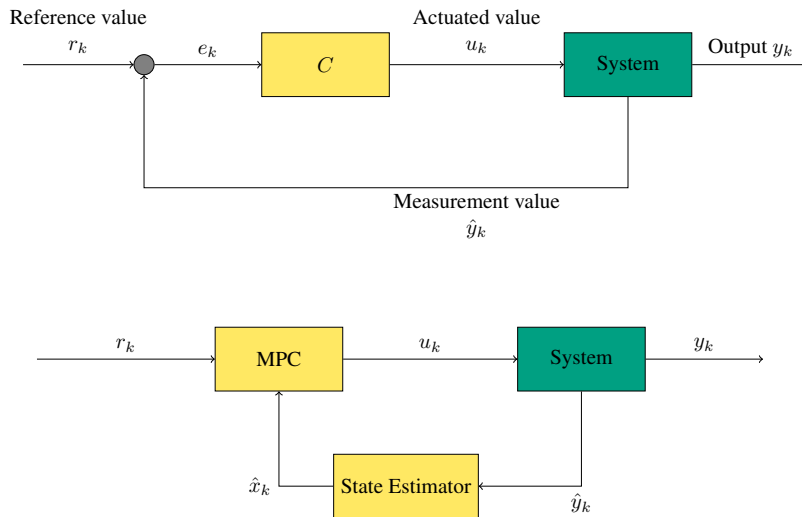 Reference value
Actuated value
r_k
e_k
C
u_k
System
Output y_k
Measurement value
ŷ_k
r_k
MPC
u_k
System
y_k
x̂_k
State Estimator
ŷ_k